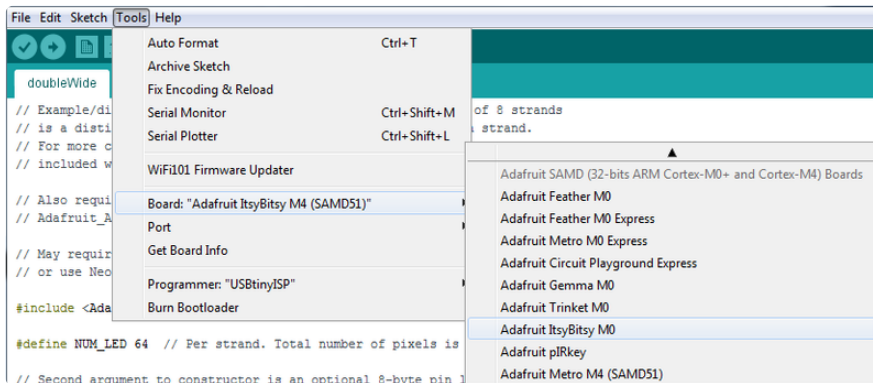 File Edit Sketch Tools Help
doubleWide
Auto Format Ctrl+T
Archive Sketch
Fix Encoding & Reload
Serial Monitor Ctrl+Shift+M
Serial Plotter Ctrl+Shift+L
WiFi101 Firmware Updater
Board: "Adafruit ItsyBitsy M4 (SAMD51)"
Port
Get Board Info
Programmer: "USBtinyISP"
Burn Bootloader
// Example/di of 8 strands
// is a disti strand.
// For more c
// included w
// Also requi
// Adafruit_A
// May requir
// or use Neo
#include <Ada
#define NUM_LED 64 // Per strand. Total number of pixels is
// Second argument to constructor is an optional 8-byte pin l
Adafruit SAMD (32-bits ARM Cortex-M0+ and Cortex-M4) Boards
Adafruit Feather M0
Adafruit Feather M0 Express
Adafruit Metro M0 Express
Adafruit Circuit Playground Express
Adafruit Gemma M0
Adafruit Trinket M0
Adafruit ItsyBitsy M0
Adafruit pIRkey
Adafruit Metro M4 (SAMD51)